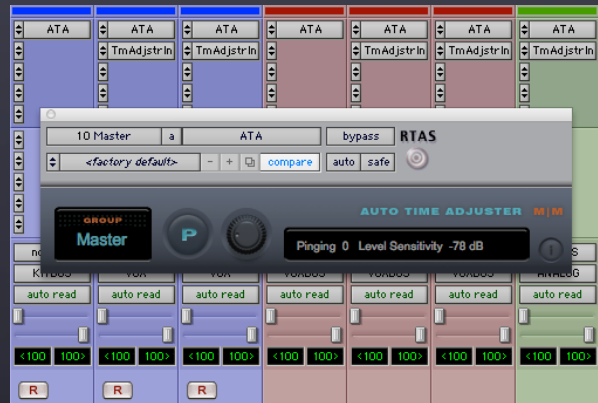 ATA ATA ATA ATA ATA ATA ATA
TmAdjstrIn TmAdjstrIn TmAdjstrIn TmAdjstrIn TmAdjstrIn
10 Master a ATA bypass RTAS
<factory default> - + compare auto safe
AUTO TIME ADJUSTER M|M
GROUP
Master
P
Pinging 0 Level Sensitivity -78 dB
i
auto read auto read auto read auto read auto read auto read auto read
<100 100> <100 100> <100 100> <100 100> <100 100> <100 100> <100 100>
R R R